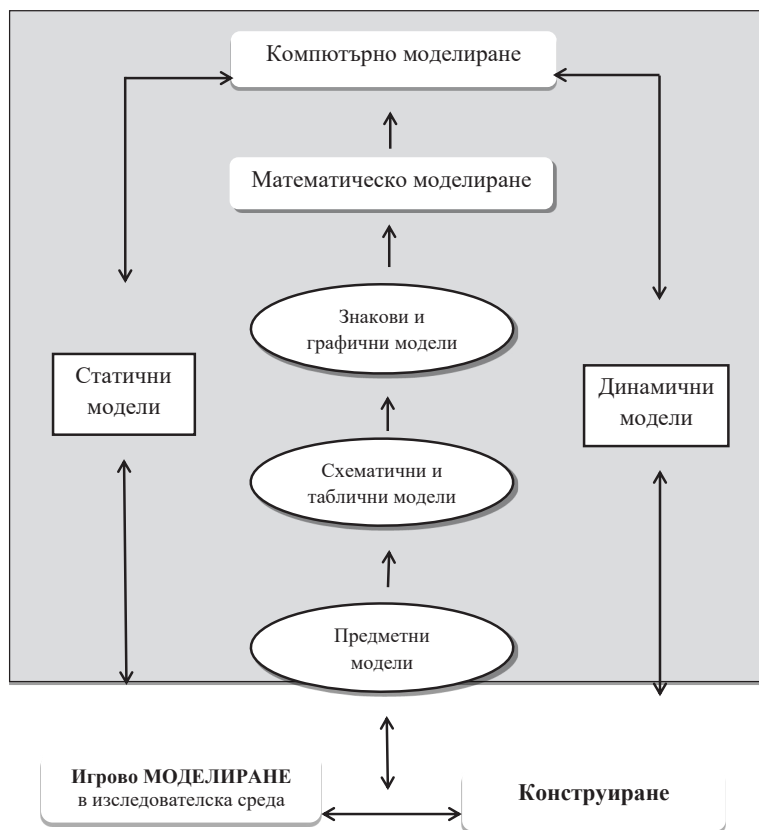 Компютърно моделиране
Математическо моделиране
Знакови и
графични модели
Статични
модели
Динамични
модели
Схематични и
таблични модели
Предметни
модели
Игрово МОДЕЛИРАНЕ
в изследователска среда
Конструиране